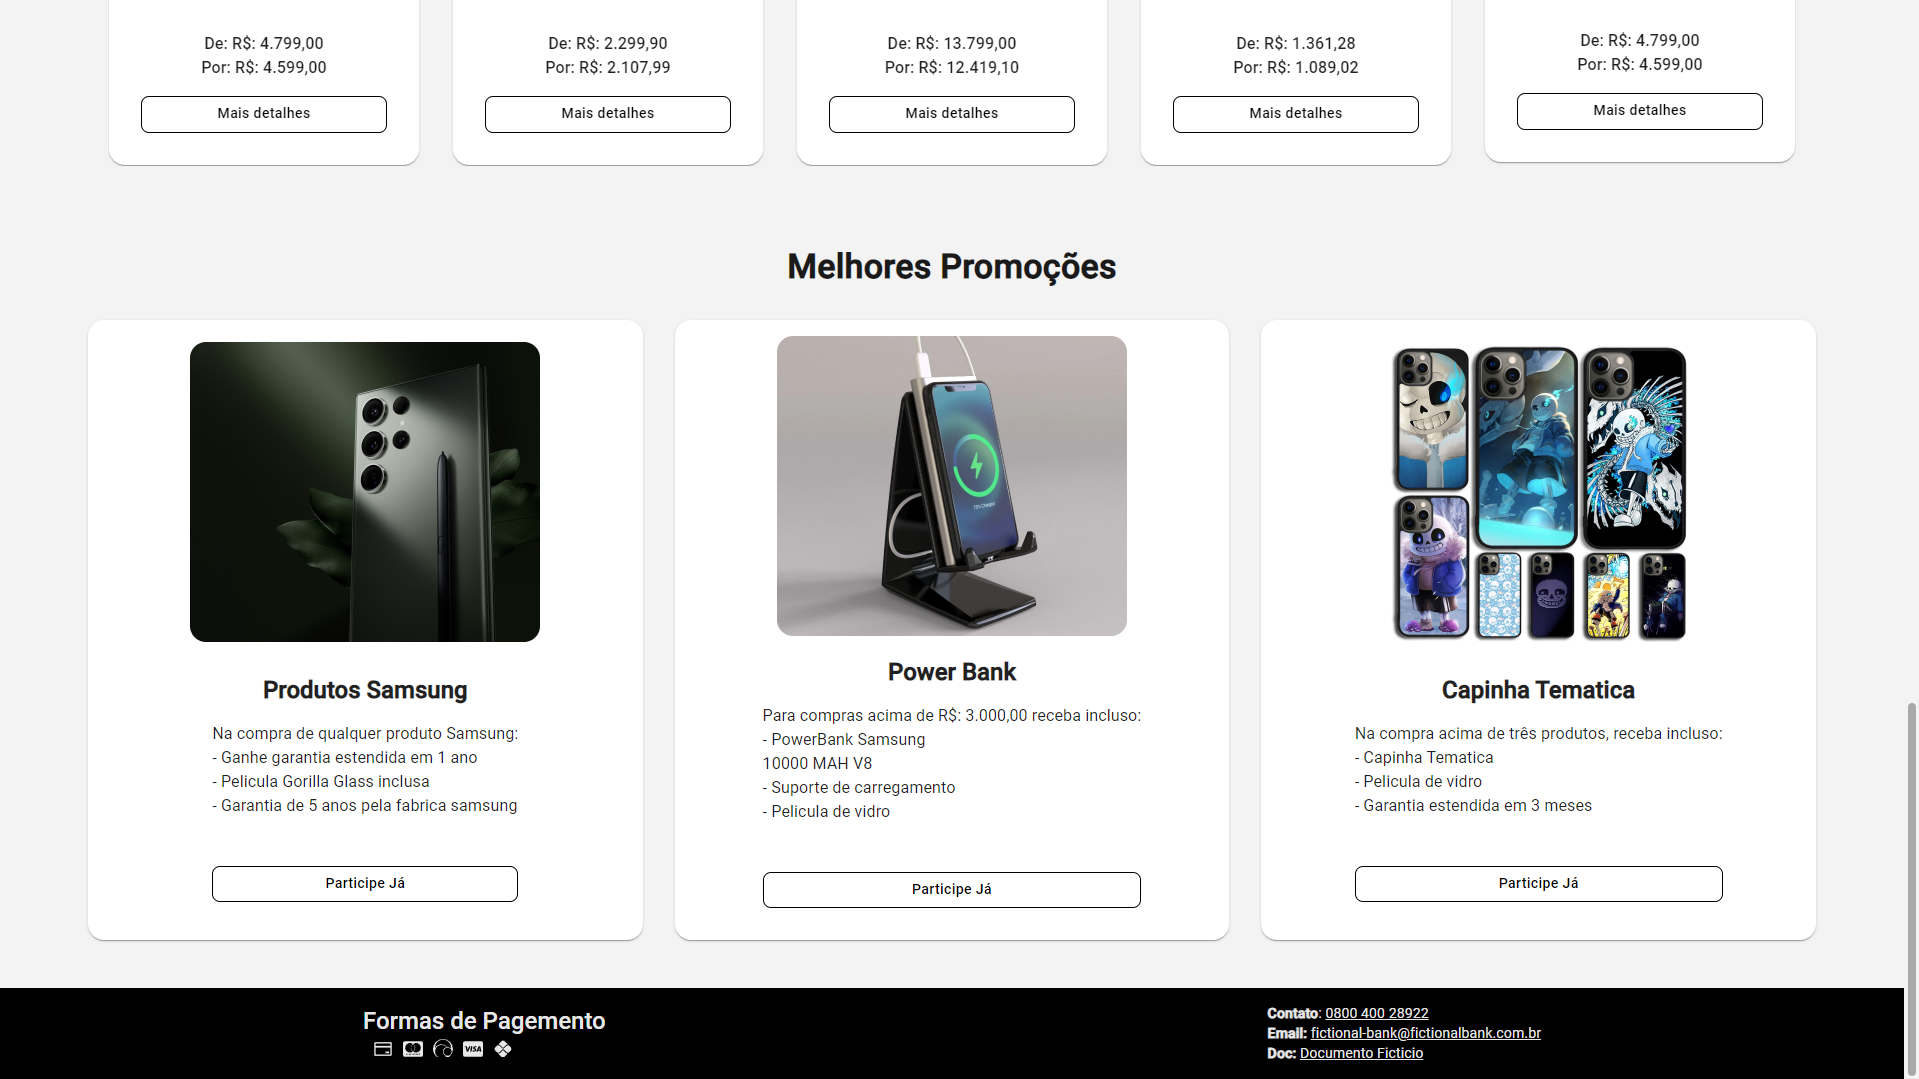 De: R$: 4.799,00
Por: R$: 4.599,00
Mais detalhes
De: R$: 2.299,90
Por: R$: 2.107,99
Mais detalhes
De: R$: 13.799,00
Por: R$: 12.419,10
Mais detalhes
De: R$: 1.361,28
Por: R$: 1.089,02
Mais detalhes
De: R$: 4.799,00
Por: R$: 4.599,00
Mais detalhes
Melhores Promoções
Produtos Samsung
Na compra de qualquer produto Samsung:
- Ganhe garantia estendida em 1 ano
- Pelicula Gorilla Glass inclusa
- Garantia de 5 anos pela fabrica samsung
Participe Já
Power Bank
Para compras acima de R$: 3.000,00 receba incluso:
- PowerBank Samsung
10000 MAH V8
- Suporte de carregamento
- Pelicula de vidro
Participe Já
Capinha Tematica
Na compra acima de três produtos, receba incluso:
- Capinha Tematica
- Pelicula de vidro
- Garantia estendida em 3 meses
Participe Já
Formas de Pagemento
VISA
Contato: 0800 400 28922
Email: fictional-bank@fictionalbank.com.br
Doc: Documento Ficticio